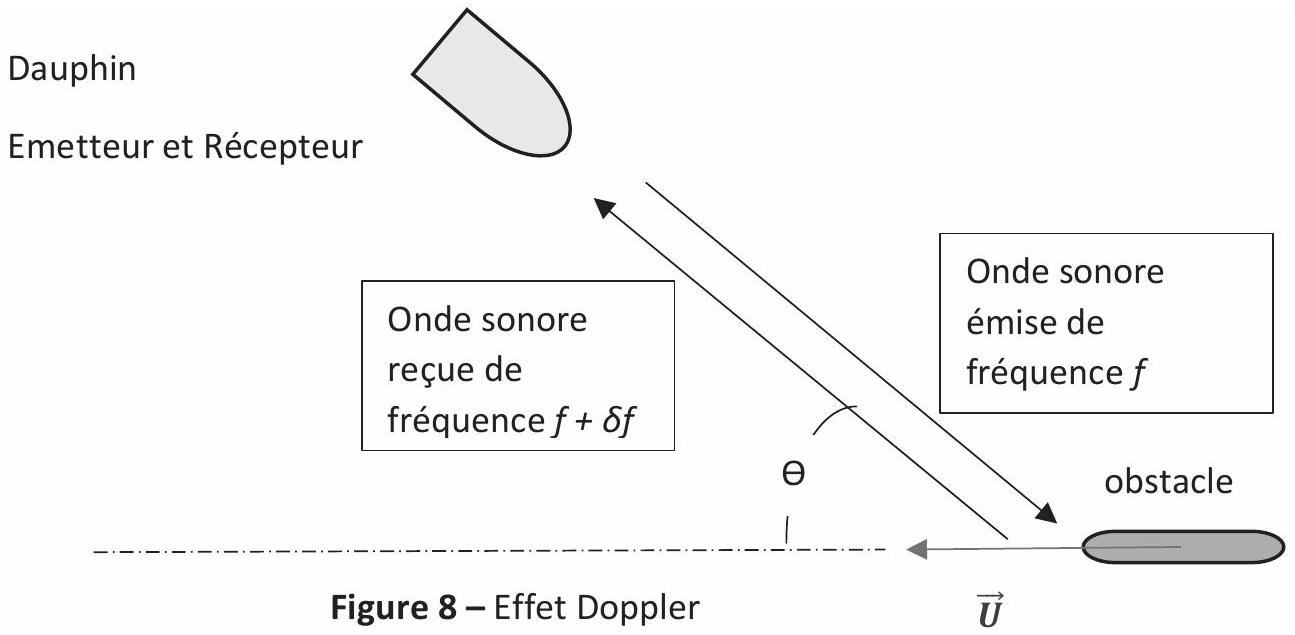 Dauphin
Emetteur et Récepteur
Onde sonore
émise de
fréquence f
Onde sonore
reçue de
fréquence f + δf
Θ
obstacle
U⃗
Figure 8 – Effet Doppler